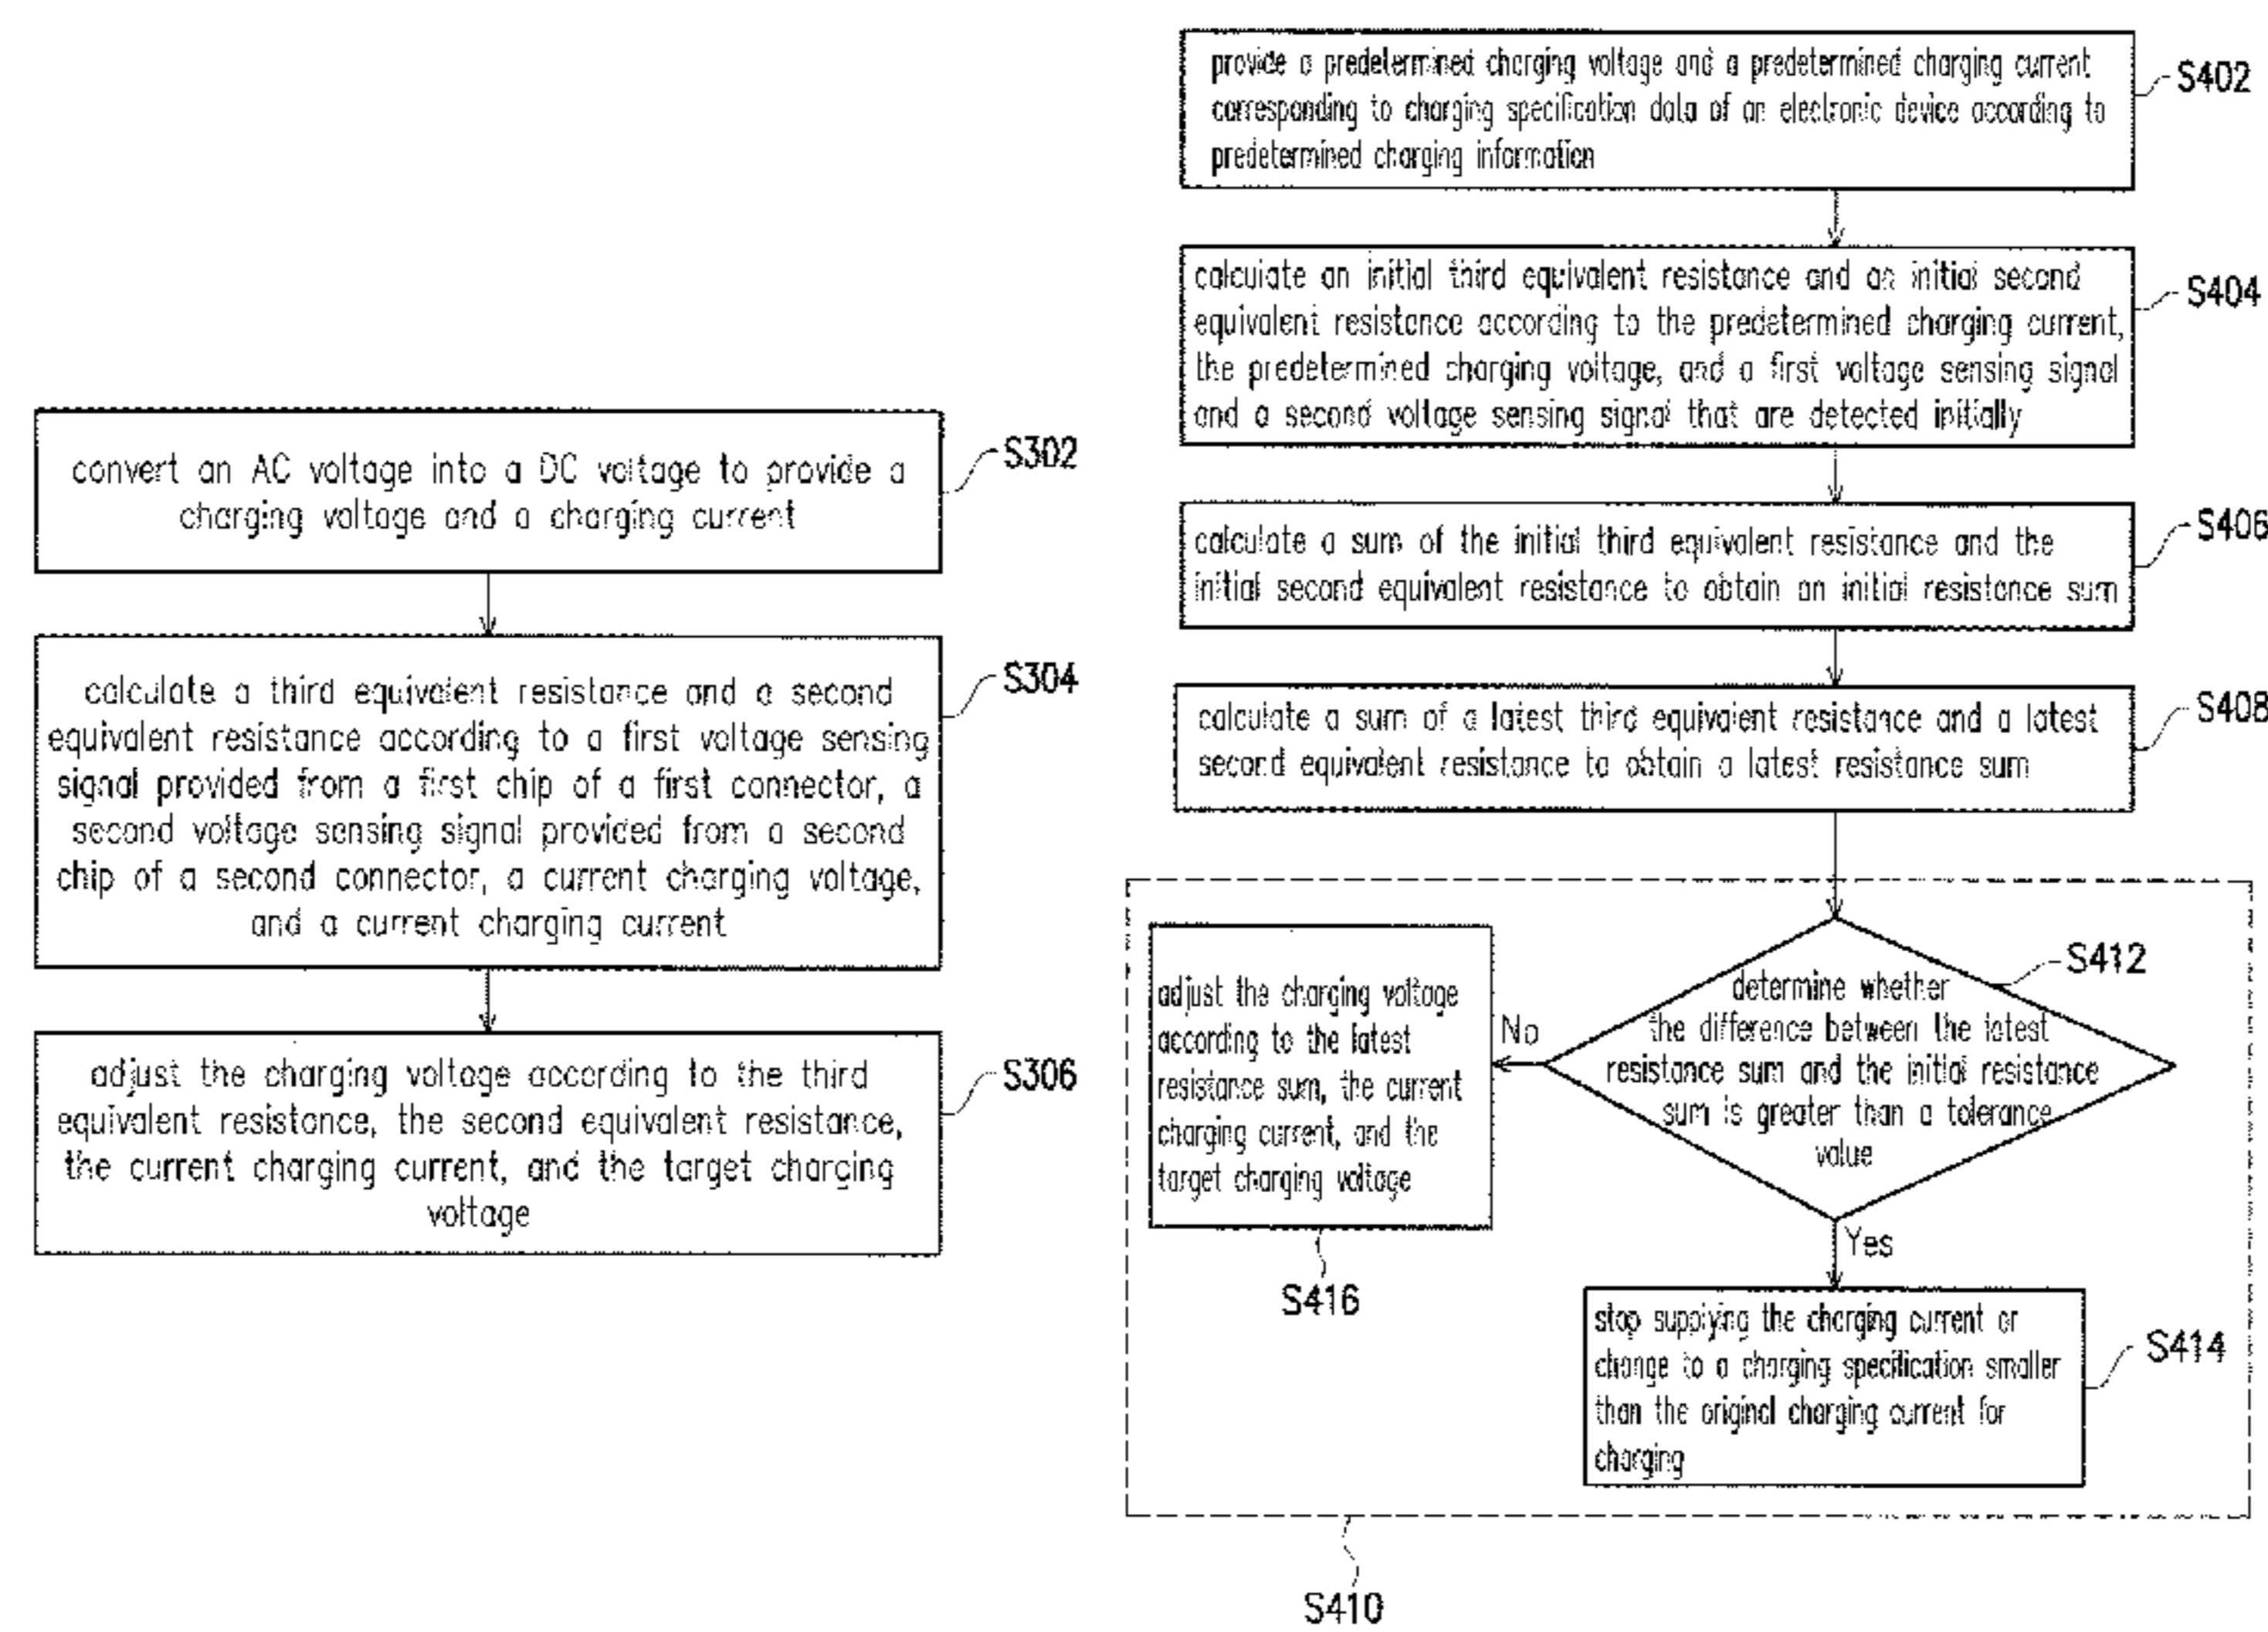 convert an AC voltage into a DC voltage to provide a
charging voltage and a charging current
S302
calculate a third equivalent resistance and a second
equivalent resistance according to a first voltage sensing
signal provided from a first chip of a first connector, a
second voltage sensing signal provided from a second
chip of a second connector, a current charging voltage,
and a current charging current
S304
adjust the charging voltage according to the third
equivalent resistance, the second equivalent resistance,
the current charging current, and the target charging
voltage
S306
provide a predetermined charging voltage and a predetermined charging current
corresponding to charging specification data of an electronic device according to
predetermined charging information
S402
calculate an initial third equivalent resistance and an initial second
equivalent resistance according to the predetermined charging current,
the predetermined charging voltage, and a first voltage sensing signal
and a second voltage sensing signal that are detected initially
S404
calculate a sum of the initial third equivalent resistance and the
initial second equivalent resistance to obtain an initial resistance sum
S406
calculate a sum of a latest third equivalent resistance and a latest
second equivalent resistance to obtain a latest resistance sum
S408
determine whether
the difference between the latest
resistance sum and the initial resistance
sum is greater than a tolerance
value
S412
No
adjust the charging voltage
according to the latest
resistance sum, the current
charging current, and the
target charging voltage
S416
Yes
stop supplying the charging current or
change to a charging specification smaller
than the original charging current for
charging
S414
S410